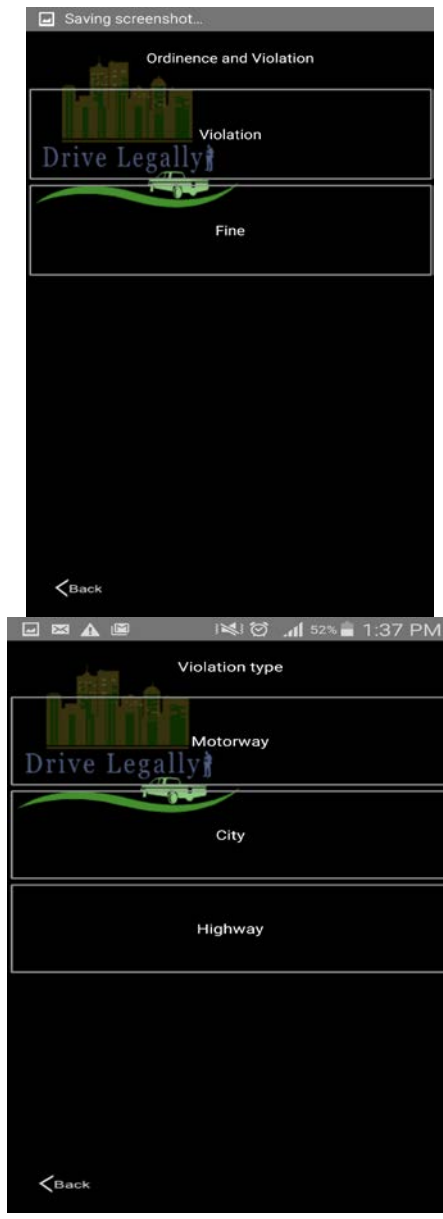 Saving screenshot...
Ordinence and Violation
Violation
Drive Legally
Fine
Back
52% 1:37 PM
Violation type
Motorway
Drive Legally
City
Highway
Back